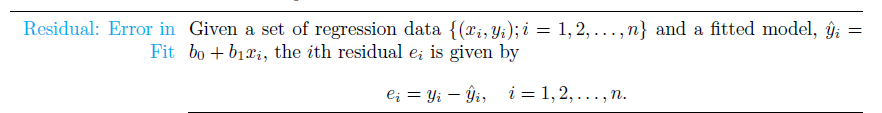 Residual: Error in Fit
Given a set of regression data {(xᵢ, yᵢ); i = 1, 2, . . . , n} and a fitted model, ŷᵢ =
b₀ + b₁xᵢ, the ith residual eᵢ is given by
eᵢ = yᵢ − ŷᵢ, i = 1, 2, . . . , n.